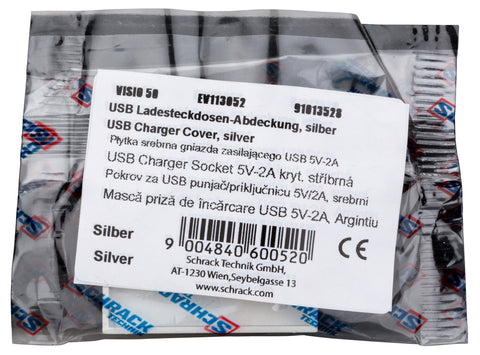 VISIO 50 EV113052 91013528
USB Ladesteckdosen-Abdeckung, silber
USB Charger Cover, silver
Płytka srebrna gniazda zasilającego USB 5V-2A
USB Charger Socket 5V-2A kryt. stříbrná
Pokrov za USB punjač/priključnicu 5V/2A, srebrni
Mască priză de încărcare USB 5V-2A, Argintiu
Silber
Silver
9 004840 600520
CE
Schrack Technik GmbH,
AT-1230 Wien,Seybelgasse 13
www.schrack.com
SCHRACK
TECHNIK